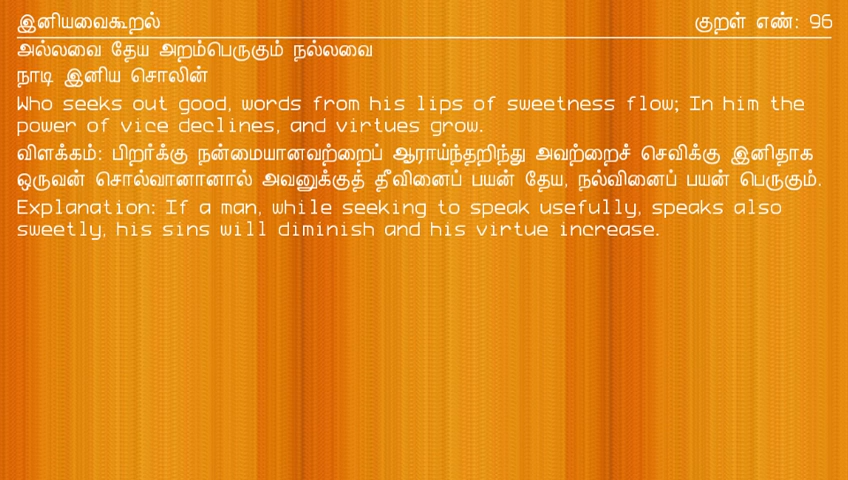 இனியவைகூறல் குறள் எண்: 96
அல்லவை தேய அறம்பெருகும் நல்லவை
நாடி இனிய சொலின்
Who seeks out good, words from his lips of sweetness flow; In him the
power of vice declines, and virtues grow.
விளக்கம்: பிறர்க்கு நன்மையானவற்றைப் ஆராய்ந்தறிந்து அவற்றைச் செவிக்கு இனிதாக
ஒருவன் சொல்வானானால் அவனுக்குத் தீவினைப் பயன் தேய, நல்வினைப் பயன் பெருகும்.
Explanation: If a man, while seeking to speak usefully, speaks also
sweetly, his sins will diminish and his virtue increase.